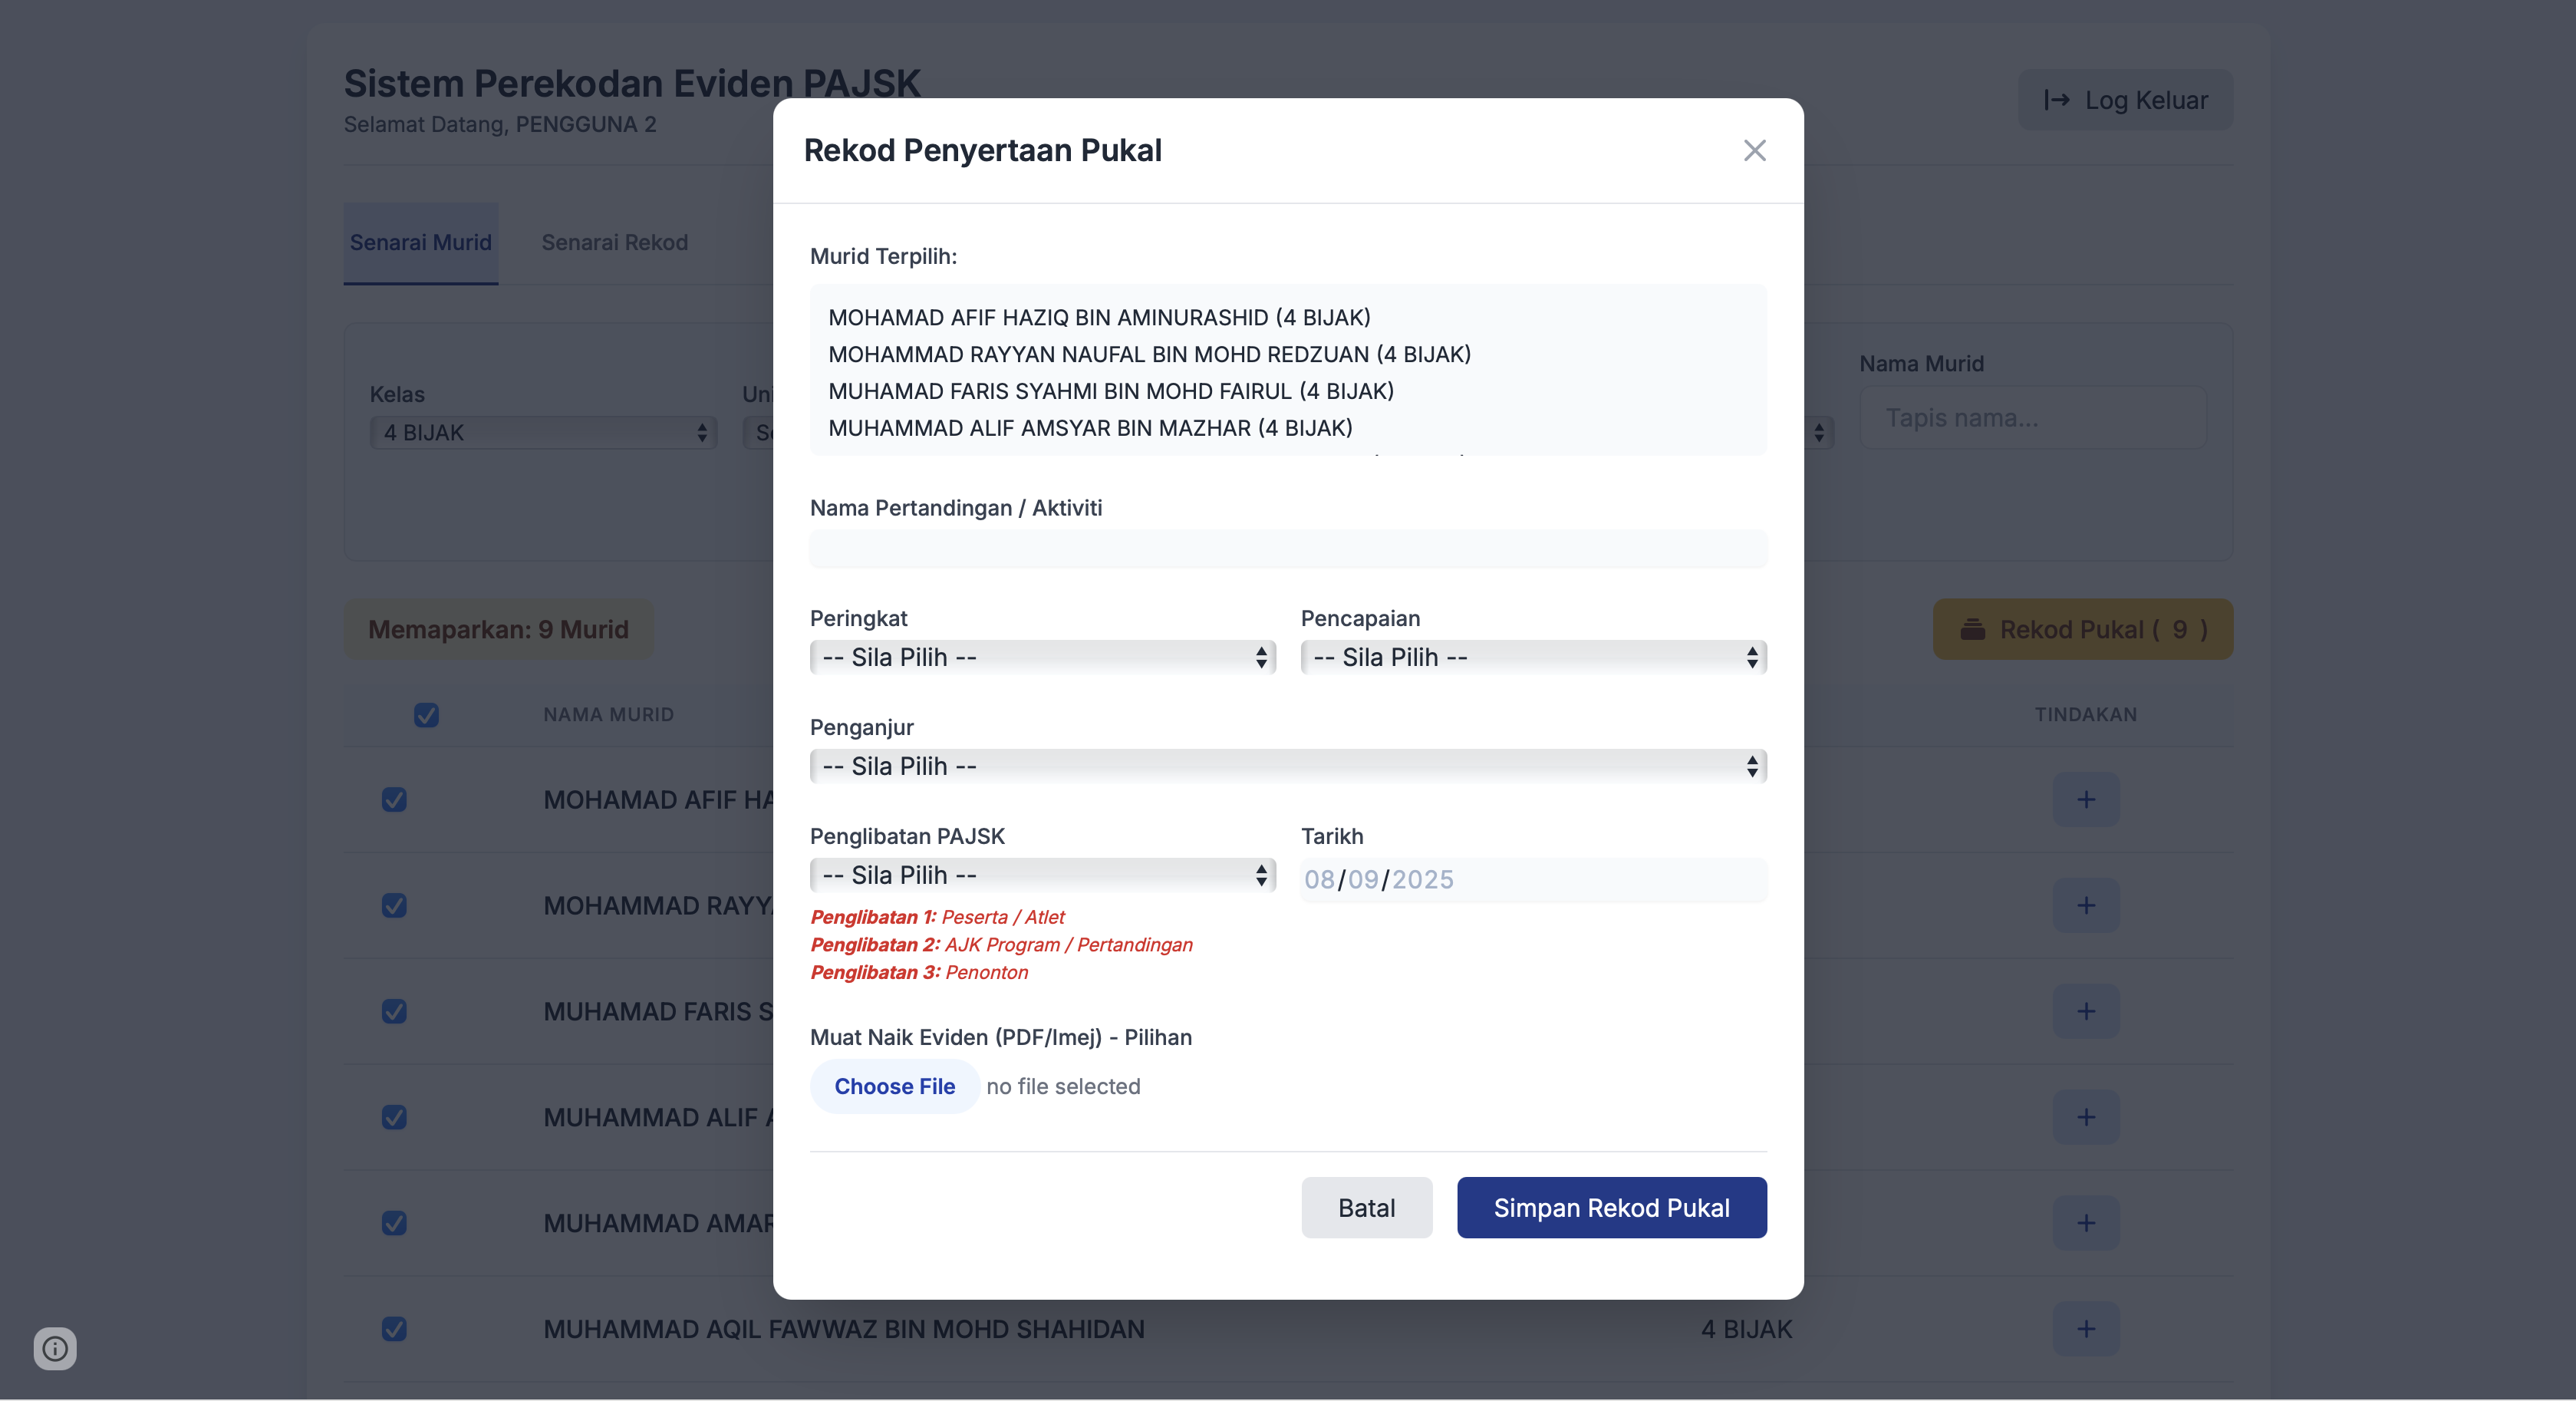 Sistem Perekodan Eviden PAJSK
Selamat Datang, PENGGUNA 2
Log Keluar
Senarai Murid
Senarai Rekod
Kelas
4 BIJAK
Nama Murid
Tapis nama...
Memaparkan: 9 Murid
Rekod Pukal ( 9 )
NAMA MURID
TINDAKAN
MOHAMAD AFIF
MOHAMMAD
MUHAMAD FARIS
MUHAMMAD ALIF
MUHAMMAD
MUHAMMAD AQIL FAWWAZ BIN MOHD SHAHIDAN
4 BIJAK
Rekod Penyertaan Pukal
Murid Terpilih:
MOHAMAD AFIF HAZIQ BIN AMINURASHID (4 BIJAK)
MOHAMMAD RAYYAN NAUFAL BIN MOHD REDZUAN (4 BIJAK)
MUHAMAD FARIS SYAHMI BIN MOHD FAIRUL (4 BIJAK)
MUHAMMAD ALIF AMSYAR BIN MAZHAR (4 BIJAK)
Nama Pertandingan / Aktiviti
Peringkat
-- Sila Pilih --
Pencapaian
-- Sila Pilih --
Penganjur
-- Sila Pilih --
Penglibatan PAJSK
-- Sila Pilih --
Tarikh
08/09/2025
Penglibatan 1: Peserta / Atlet
Penglibatan 2: AJK Program / Pertandingan
Penglibatan 3: Penonton
Muat Naik Eviden (PDF/Imej) - Pilihan
Choose File no file selected
Batal
Simpan Rekod Pukal